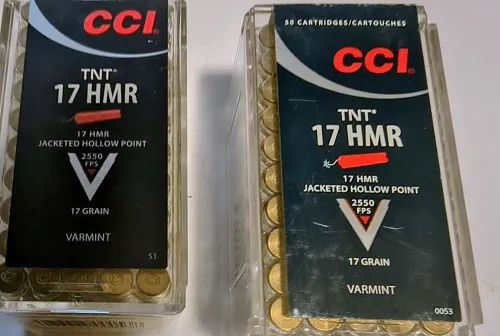 CCI
TNT®
17 HMR
17 HMR
JACKETED HOLLOW POINT
2550
FPS
17 GRAIN
VARMINT
53
50 CARTRIDGES/CARTOUCHES
CCI
TNT®
17 HMR
17 HMR
JACKETED HOLLOW POINT
2550
FPS
17 GRAIN
VARMINT
0053